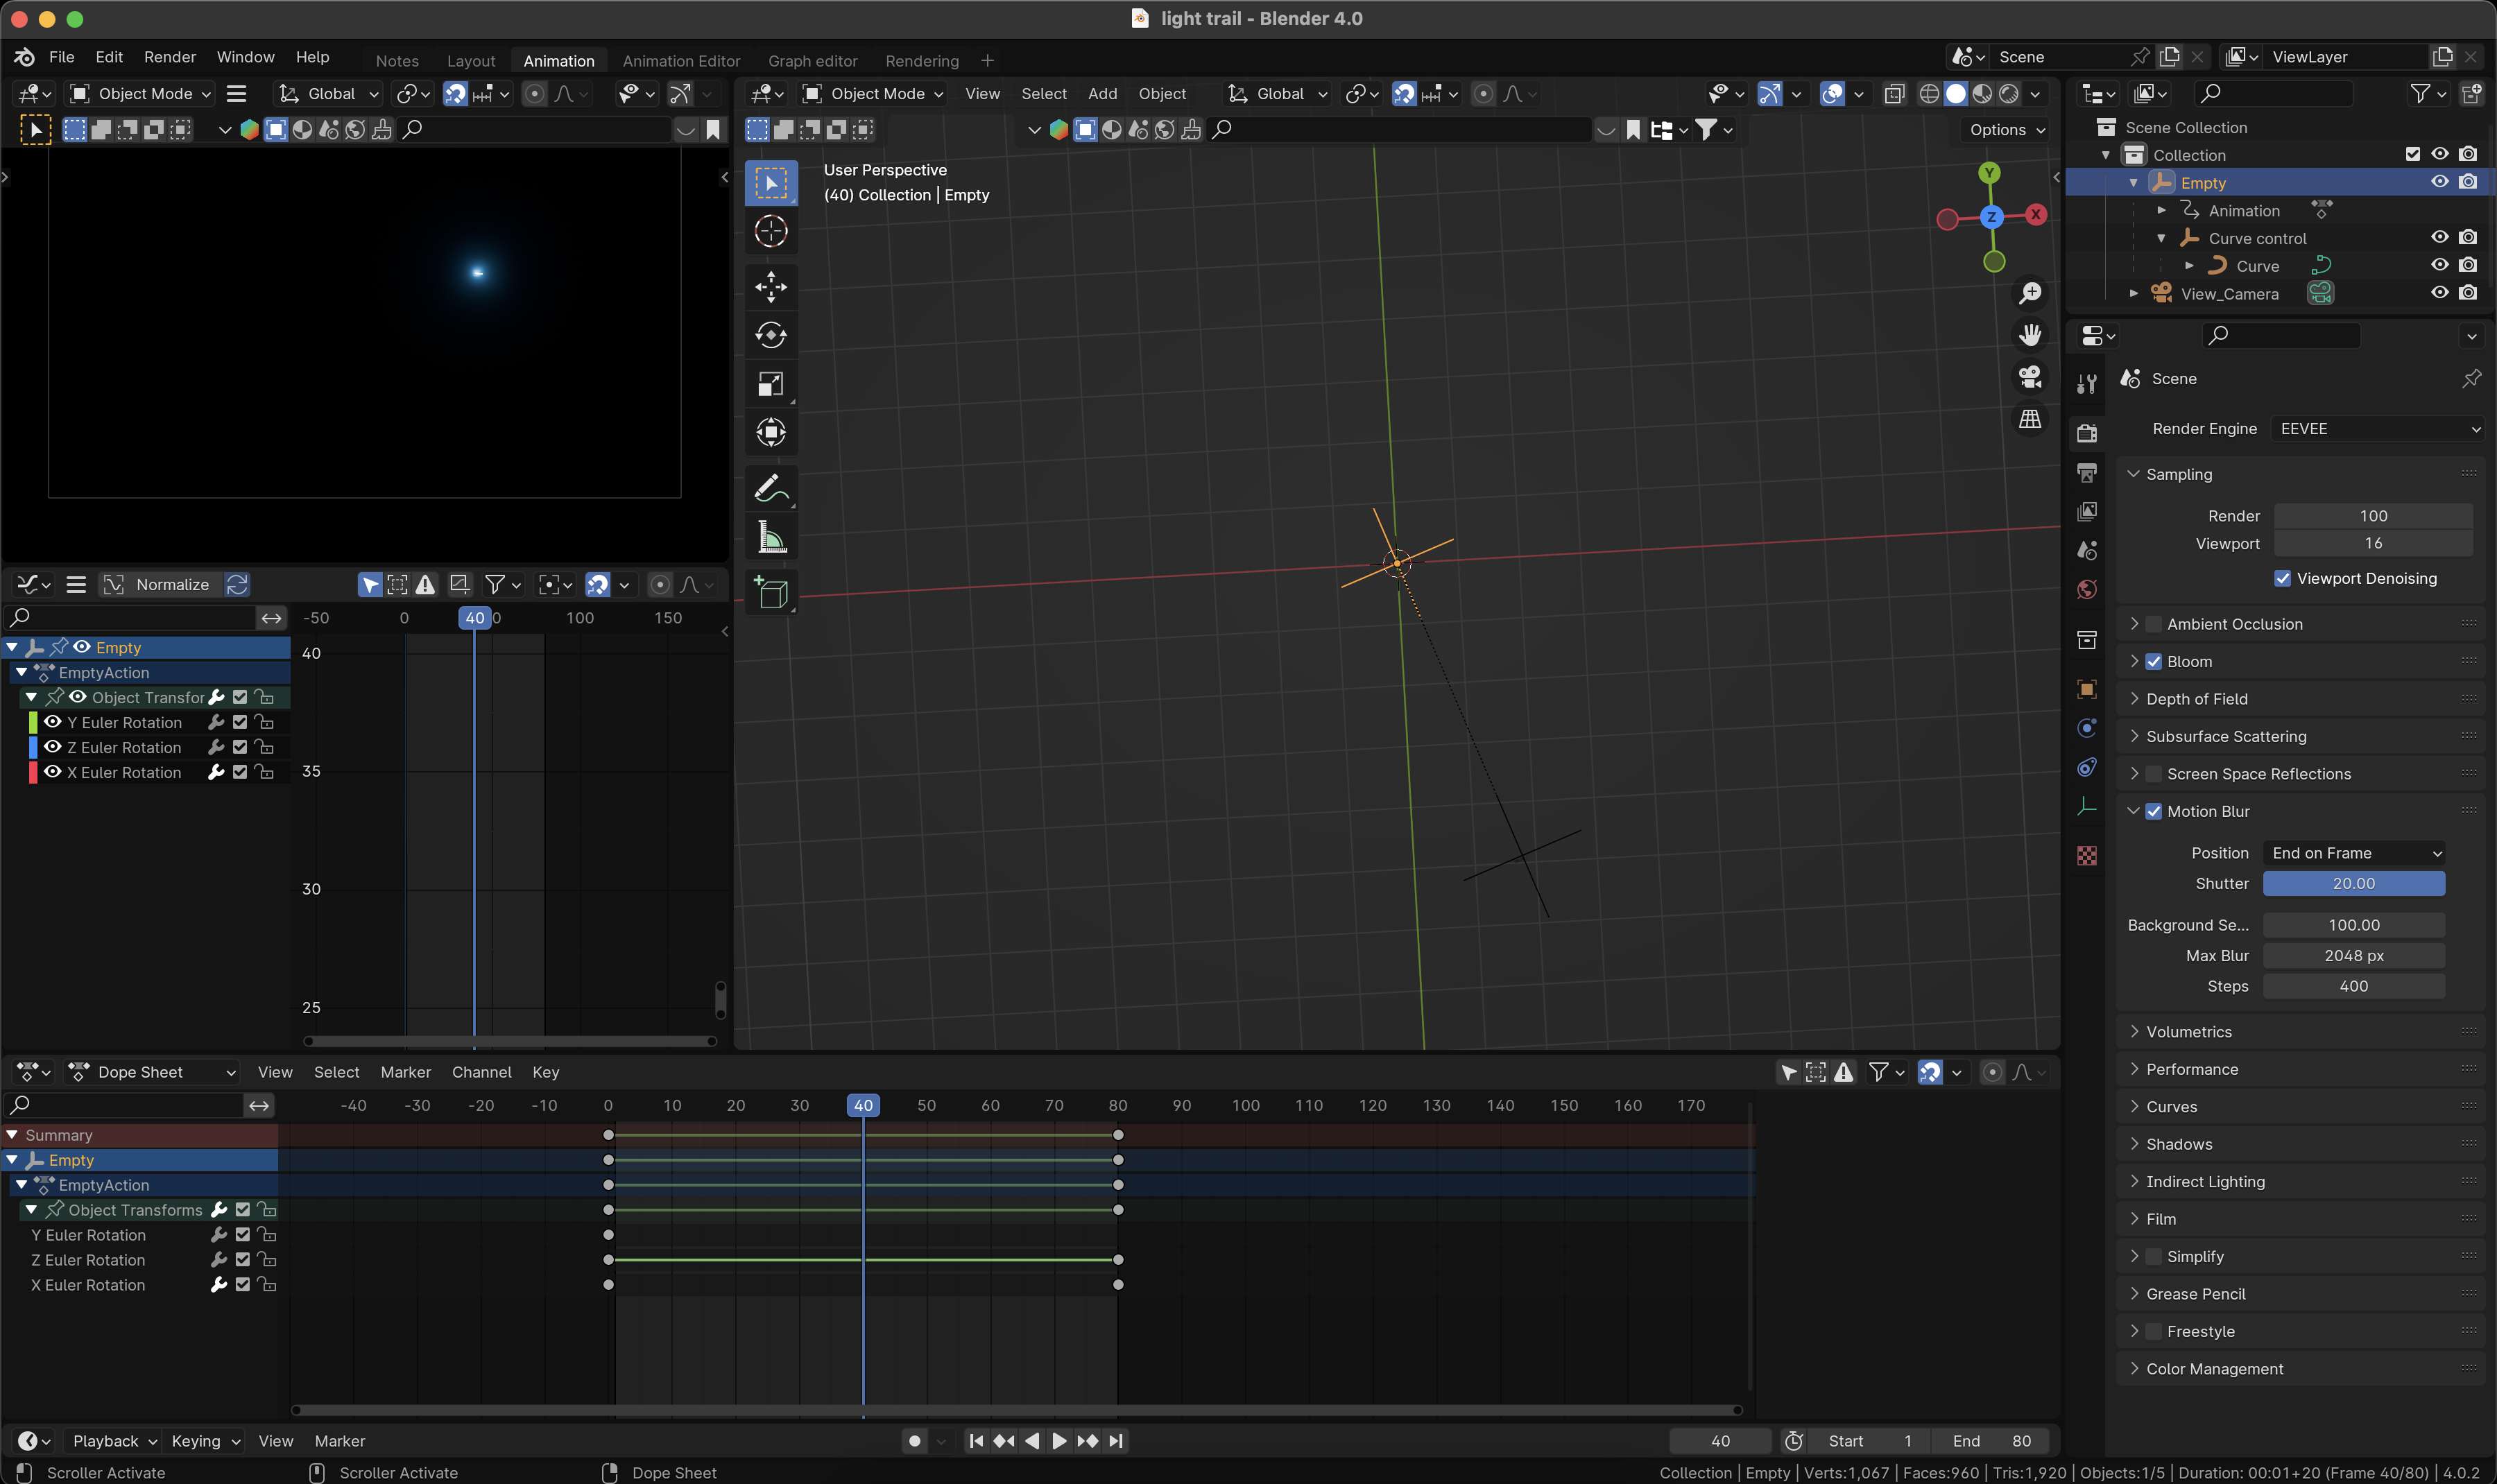 light trail - Blender 4.0
File Edit Render Window Help Notes Layout Animation Animation Editor Graph editor Rendering Scene ViewLayer
Object Mode Global
Object Mode View Select Add Object Global
Options
User Perspective
(40) Collection | Empty
Y
X
Z
Scene Collection
Collection
Empty
Animation
Curve control
Curve
View_Camera
Scene
Render Engine EEVEE
Sampling
Render 100
Viewport 16
Viewport Denoising
Ambient Occlusion
Bloom
Depth of Field
Subsurface Scattering
Screen Space Reflections
Motion Blur
Position End on Frame
Shutter 20.00
Background Se... 100.00
Max Blur 2048 px
Steps 400
Volumetrics
Performance
Curves
Shadows
Indirect Lighting
Film
Simplify
Grease Pencil
Freestyle
Color Management
Normalize
-50 0 40 0 100 150
Empty
EmptyAction
Object Transfor
Y Euler Rotation
Z Euler Rotation
X Euler Rotation
40
35
30
25
Dope Sheet View Select Marker Channel Key
-40 -30 -20 -10 0 10 20 30 40 50 60 70 80 90 100 110 120 130 140 150 160 170
Summary
Empty
EmptyAction
Object Transforms
Y Euler Rotation
Z Euler Rotation
X Euler Rotation
Playback Keying View Marker 40 Start 1 End 80
Scroller Activate Scroller Activate Dope Sheet Collection | Empty | Verts:1,067 | Faces:960 | Tris:1,920 | Objects:1/5 | Duration: 00:01+20 (Frame 40/80) | 4.0.2